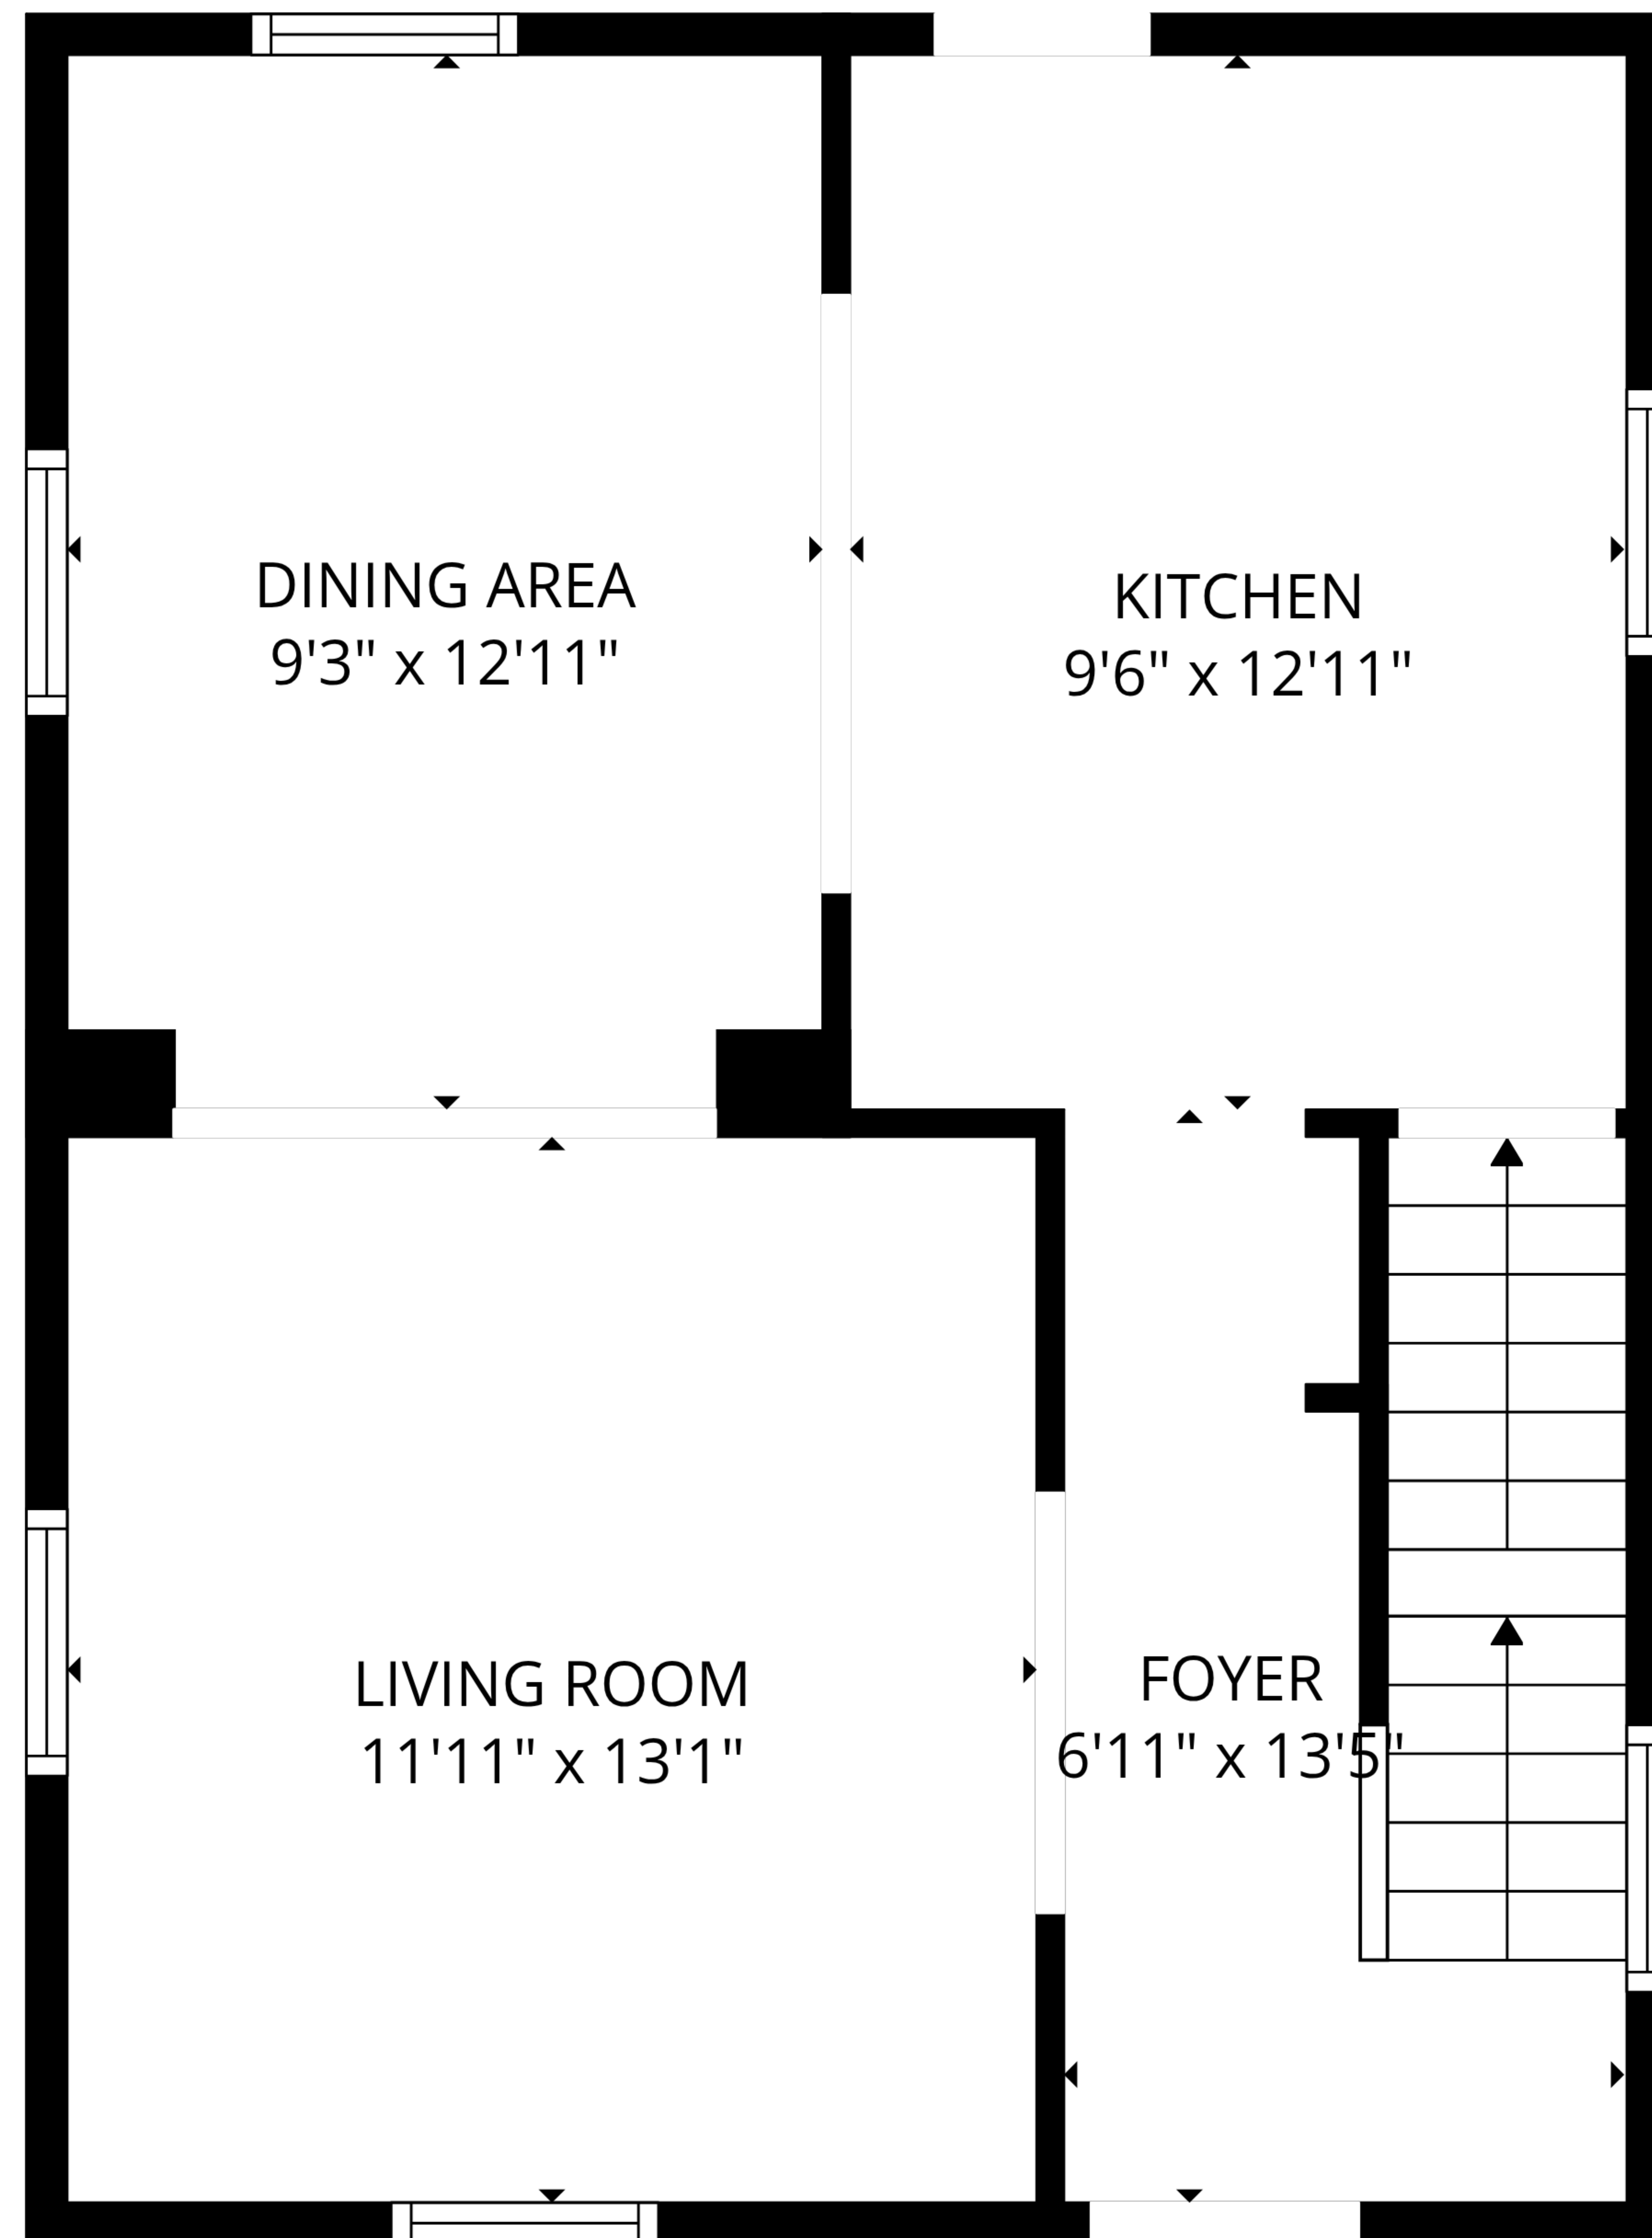 DINING AREA
9'3" x 12'11"
KITCHEN
9'6" x 12'11"
LIVING ROOM
11'11" x 13'1"
FOYER
6'11" x 13'5"